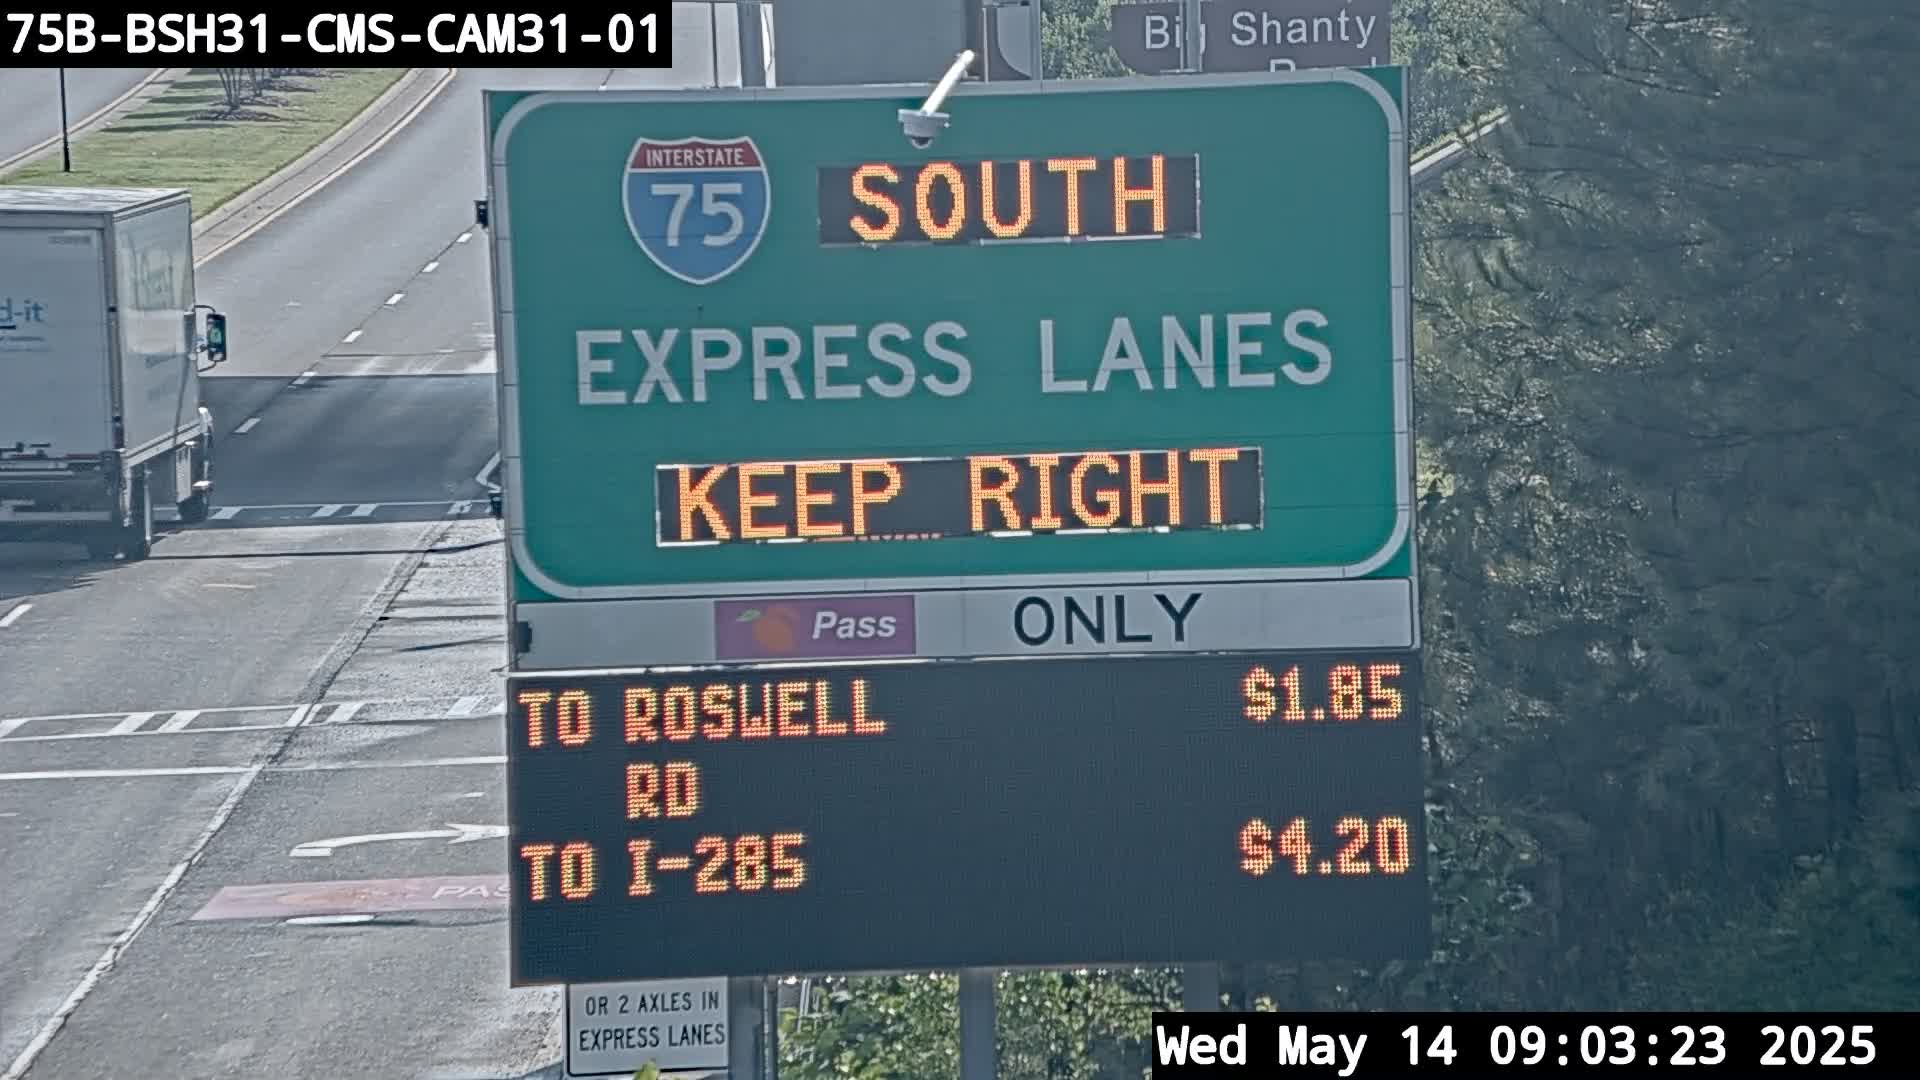 75B-BSH31-CMS-CAM31-01
Big Shanty
INTERSTATE
75
SOUTH
EXPRESS LANES
KEEP RIGHT
Pass ONLY
TO ROSWELL $1.85
RD
TO I-285 $4.20
d-it
PAS
OR 2 AXLES IN
EXPRESS LANES
Wed May 14 09:03:23 2025